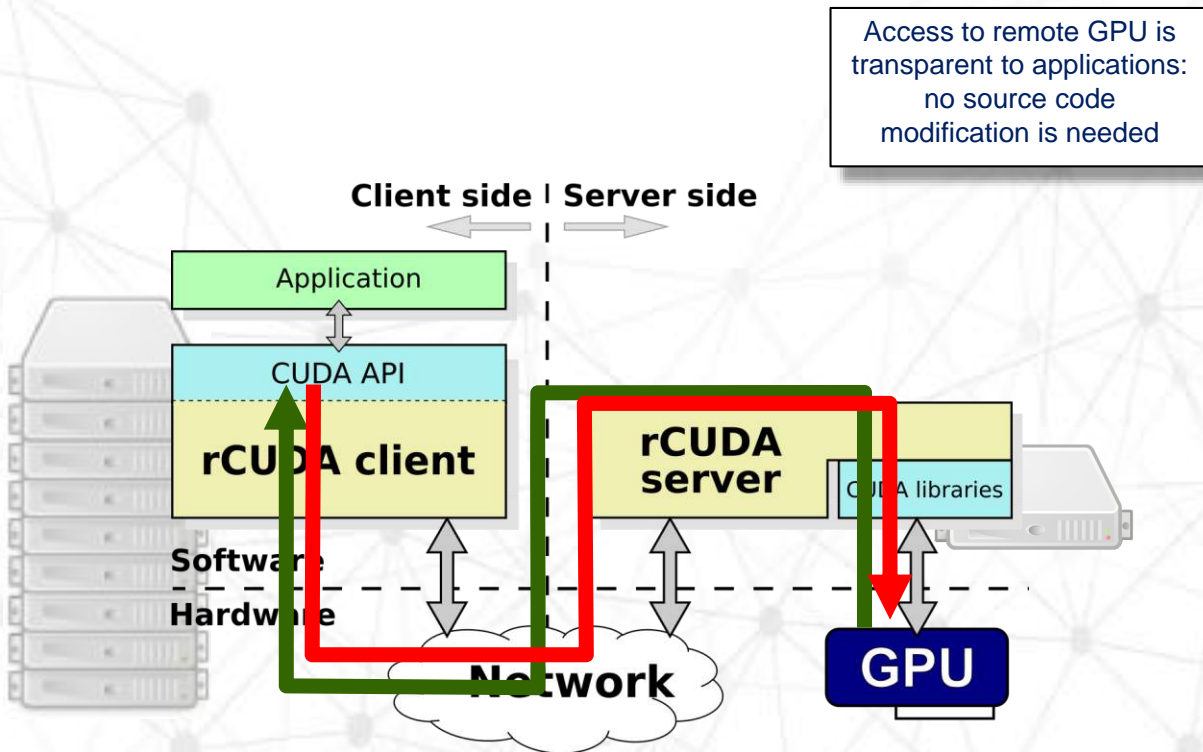 Access to remote GPU is
transparent to applications:
no source code
modification is needed
Client side
Server side
Application
CUDA API
rCUDA client
rCUDA
server
CUDA libraries
Software
Hardware
Network
GPU